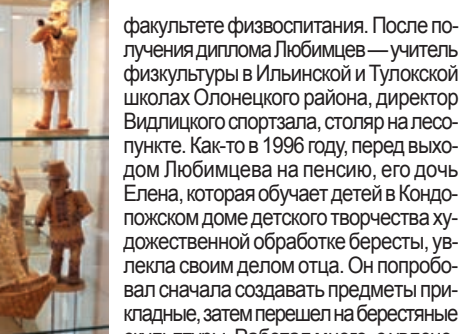 факультете физвоспитания. После по-
лучения диплома Любимцев — учитель
физкультуры в Ильинской и Тулокской
школах Олонецкого района, директор
Видлицкого спортзала, столяр на лесо-
пункте. Как-то в 1996 году, перед выхо-
дом Любимцева на пенсию, его дочь
Елена, которая обучает детей в Кондо-
пожском доме детского творчества ху-
дожественной обработке бересты, ув-
лекла своим делом отца. Он попробо-
вал сначала создавать предметы при-
кладные, затем перешел на берестяные